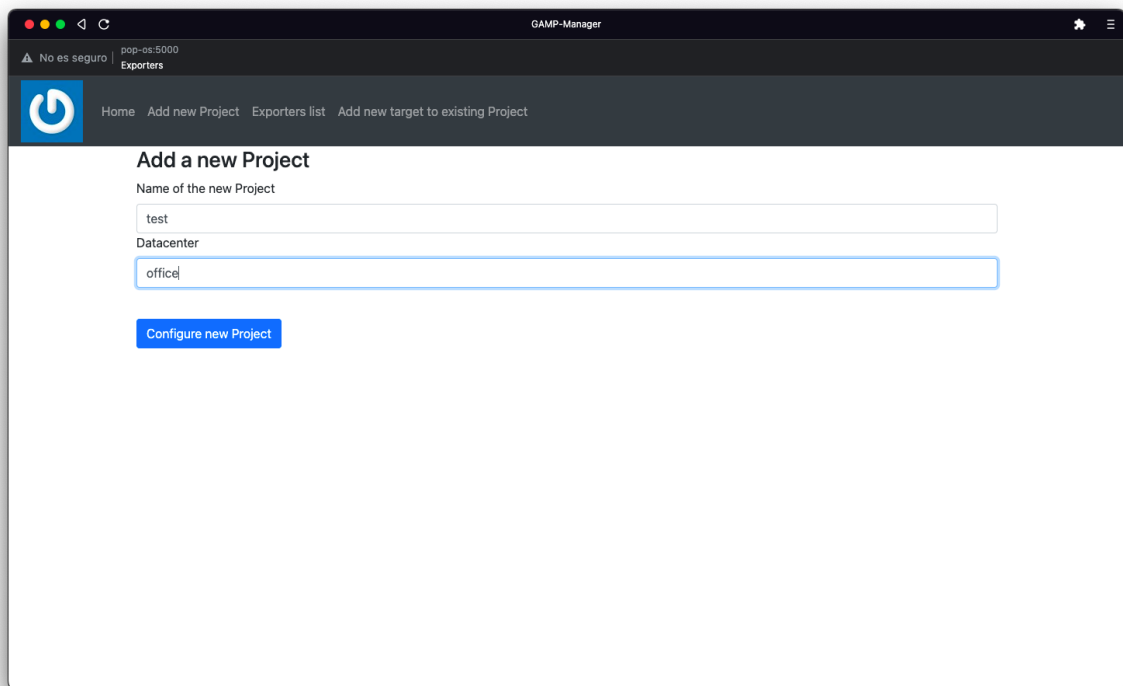 GAMP-Manager
No es seguro
pop-os:5000
Exporters
Home Add new Project Exporters list Add new target to existing Project
Add a new Project
Name of the new Project
test
Datacenter
office
Configure new Project